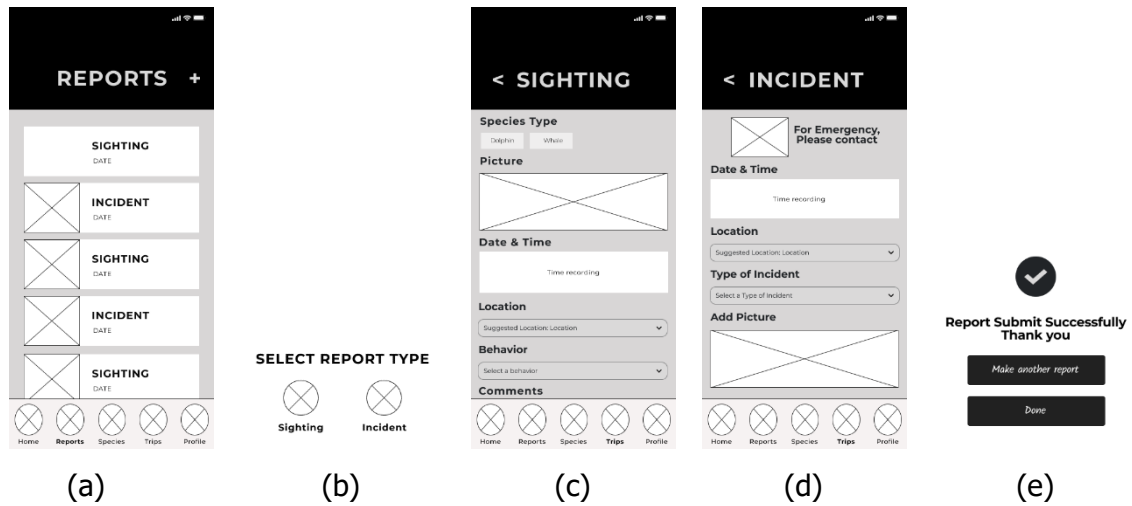 REPORTS +
SIGHTING
DATE
INCIDENT
DATE
SIGHTING
DATE
INCIDENT
DATE
SIGHTING
DATE
Home Reports Species Trips Profile
(a)
SELECT REPORT TYPE
Sighting Incident
(b)
< SIGHTING
Species Type
Dolphin Whale
Picture
Date & Time
Time recording
Location
Suggested Location: Location
Behavior
Select a behavior
Comments
Home Reports Species Trips Profile
(c)
< INCIDENT
For Emergency,
Please contact
Date & Time
Time recording
Location
Suggested Location: Location
Type of Incident
Select a Type of Incident
Add Picture
Home Reports Species Trips Profile
(d)
Report Submit Successfully
Thank you
Make another report
Done
(e)